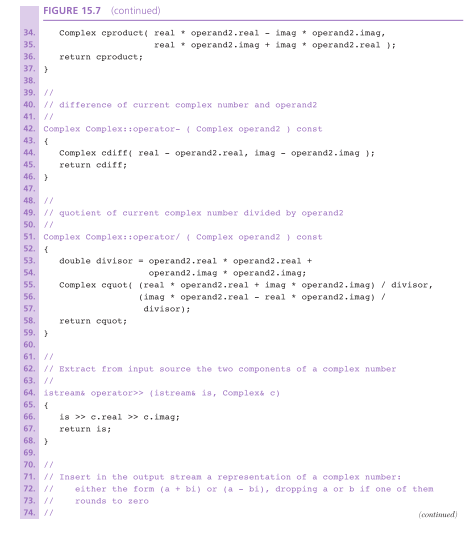 FIGURE 15.7 (continued)
34. Complex cproduct( real * operand2.real - imag * operand2.imag,
35. real * operand2.imag + imag * operand2.real );
36. return cproduct;
37. }
38.
39. //
40. // difference of current complex number and operand2
41. //
42. Complex Complex::operator- ( Complex operand2 ) const
43. {
44. Complex cdiff( real - operand2.real, imag - operand2.imag );
45. return cdiff;
46. }
47.
48. //
49. // quotient of current complex number divided by operand2
50. //
51. Complex Complex::operator/ ( Complex operand2 ) const
52. {
53. double divisor = operand2.real * operand2.real +
54. operand2.imag * operand2.imag;
55. Complex cquot( (real * operand2.real + imag * operand2.imag) / divisor,
56. (imag * operand2.real - real * operand2.imag) /
57. divisor);
58. return cquot;
59. }
60.
61. //
62. // Extract from input source the two components of a complex number
63. //
64. istream& operator>> (istream& is, Complex& c)
65. {
66. is >> c.real >> c.imag;
67. return is;
68. }
69.
70. //
71. // Insert in the output stream a representation of a complex number:
72. // either the form (a + bi) or (a - bi), dropping a or b if one of them
73. // rounds to zero
74. //
(continued)